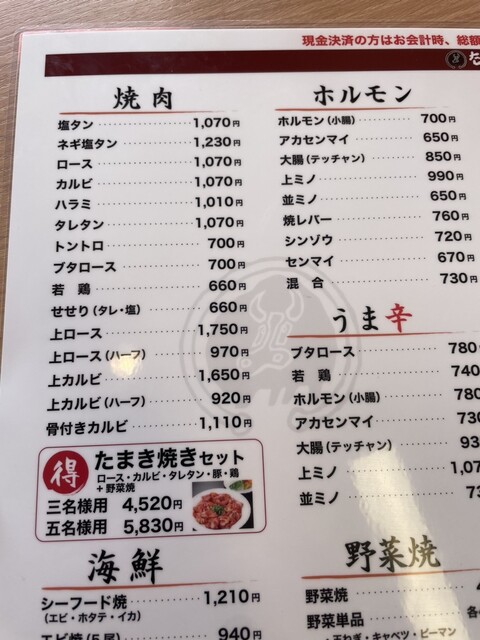 現金決済の方はお会計時、総額
焼肉
塩タン 1,070円
ネギ塩タン 1,230円
ロース 1,070円
カルビ 1,070円
ハラミ 1,010円
タレタン 1,070円
トントロ 700円
ブタロース 700円
若鶏 660円
せせり(タレ・塩) 660円
上ロース 1,750円
上ロース(ハーフ) 970円
上カルビ 1,650円
上カルビ(ハーフ) 920円
骨付きカルビ 1,110円
得 たまき焼きセット
ロース・カルビ・タレタン・豚・鶏
+野菜焼
三名様用 4,520円
五名様用 5,830円
海鮮
シーフード焼 1,210円
(エビ・ホタテ・イカ)
エビ焼(5尾) 940円
ホルモン
ホルモン(小腸) 700円
アカセンマイ 650円
大腸(テッチャン) 850円
上ミノ 990円
並ミノ 650円
焼レバー 760円
シンゾウ 720円
センマイ 670円
混合 730円
うま辛
ブタロース 780
若鶏 740
ホルモン(小腸) 780
アカセンマイ 730
大腸(テッチャン) 93
上ミノ 1,07
並ミノ 73
野菜焼
野菜焼
野菜単品 各
・玉ねぎ・キャベツ・ピーマン